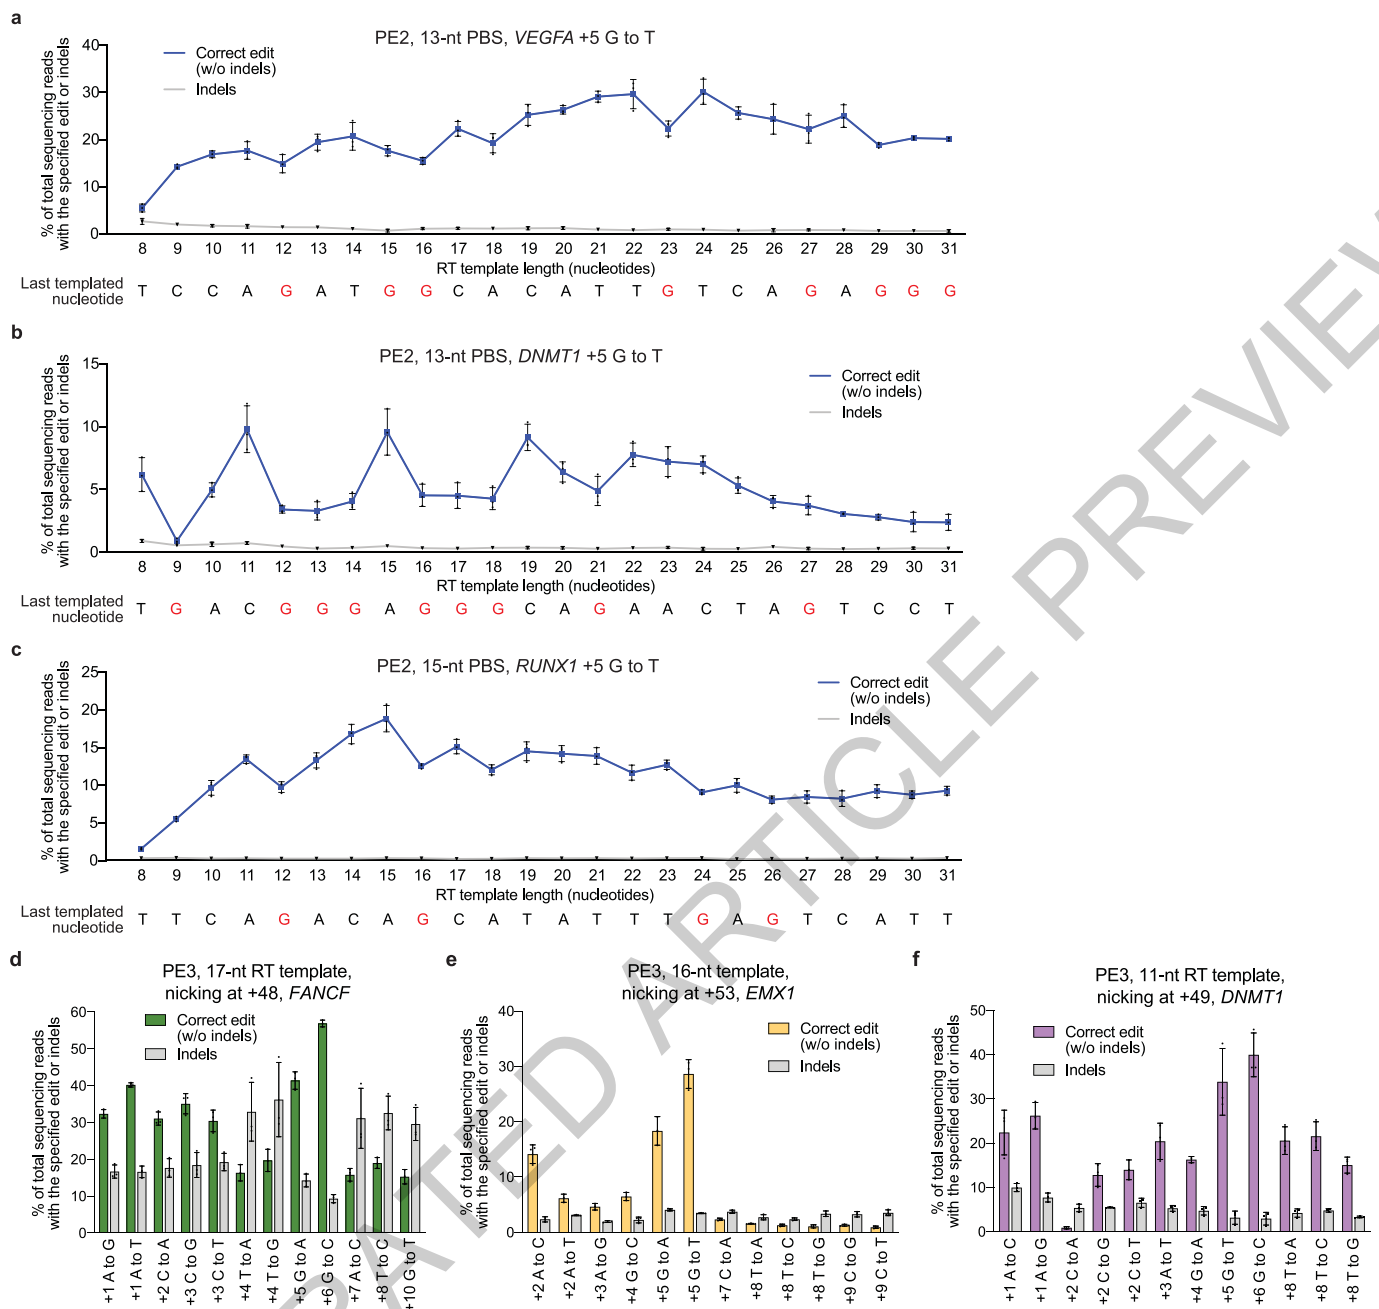 a
PE2, 13-nt PBS, VEGFA +5 G to T
% of total sequencing reads
with the specified edit or indels
40
30
20
10
0
Correct edit
(w/o indels)
Indels
8 9 10 11 12 13 14 15 16 17 18 19 20 21 22 23 24 25 26 27 28 29 30 31
RT template length (nucleotides)
Last templated
nucleotide
T C C A G A T G G C A C A T T G T C A G A G G G
b
PE2, 13-nt PBS, DNMT1 +5 G to T
% of total sequencing reads
with the specified edit or indels
15
10
5
0
Correct edit
(w/o indels)
Indels
8 9 10 11 12 13 14 15 16 17 18 19 20 21 22 23 24 25 26 27 28 29 30 31
RT template length (nucleotides)
Last templated
nucleotide
T G A C G G G A G G G C A G A A C T A G T C C T
c
PE2, 15-nt PBS, RUNX1 +5 G to T
% of total sequencing reads
with the specified edit or indels
25
20
15
10
5
0
Correct edit
(w/o indels)
Indels
8 9 10 11 12 13 14 15 16 17 18 19 20 21 22 23 24 25 26 27 28 29 30 31
RT template length (nucleotides)
Last templated
nucleotide
T T C A G A C A G C A T A T T T G A G T C A T T
d
PE3, 17-nt RT template,
nicking at +48, FANCF
% of total sequencing reads
with the specified edit or indels
60
50
40
30
20
10
0
Correct edit
(w/o indels)
Indels
+1 A to G
+1 A to T
+2 C to A
+3 C to G
+3 C to T
+4 T to A
+4 T to G
+5 G to A
+6 G to C
+7 A to C
+8 T to C
+10 G to T
e
PE3, 16-nt template,
nicking at +53, EMX1
% of total sequencing reads
with the specified edit or indels
40
30
20
10
0
Correct edit
(w/o indels)
Indels
+2 A to C
+2 A to T
+3 A to G
+4 G to C
+5 G to A
+5 G to T
+7 C to A
+8 T to A
+8 T to C
+8 T to G
+9 C to G
+9 C to T
f
PE3, 11-nt RT template,
nicking at +49, DNMT1
% of total sequencing reads
with the specified edit or indels
50
40
30
20
10
0
Correct edit
(w/o indels)
Indels
+1 A to C
+1 A to G
+2 C to A
+2 C to G
+2 C to T
+3 A to T
+4 G to A
+5 G to T
+6 G to C
+8 T to A
+8 T to C
+8 T to G
ATED ARTICLE PREVIEW